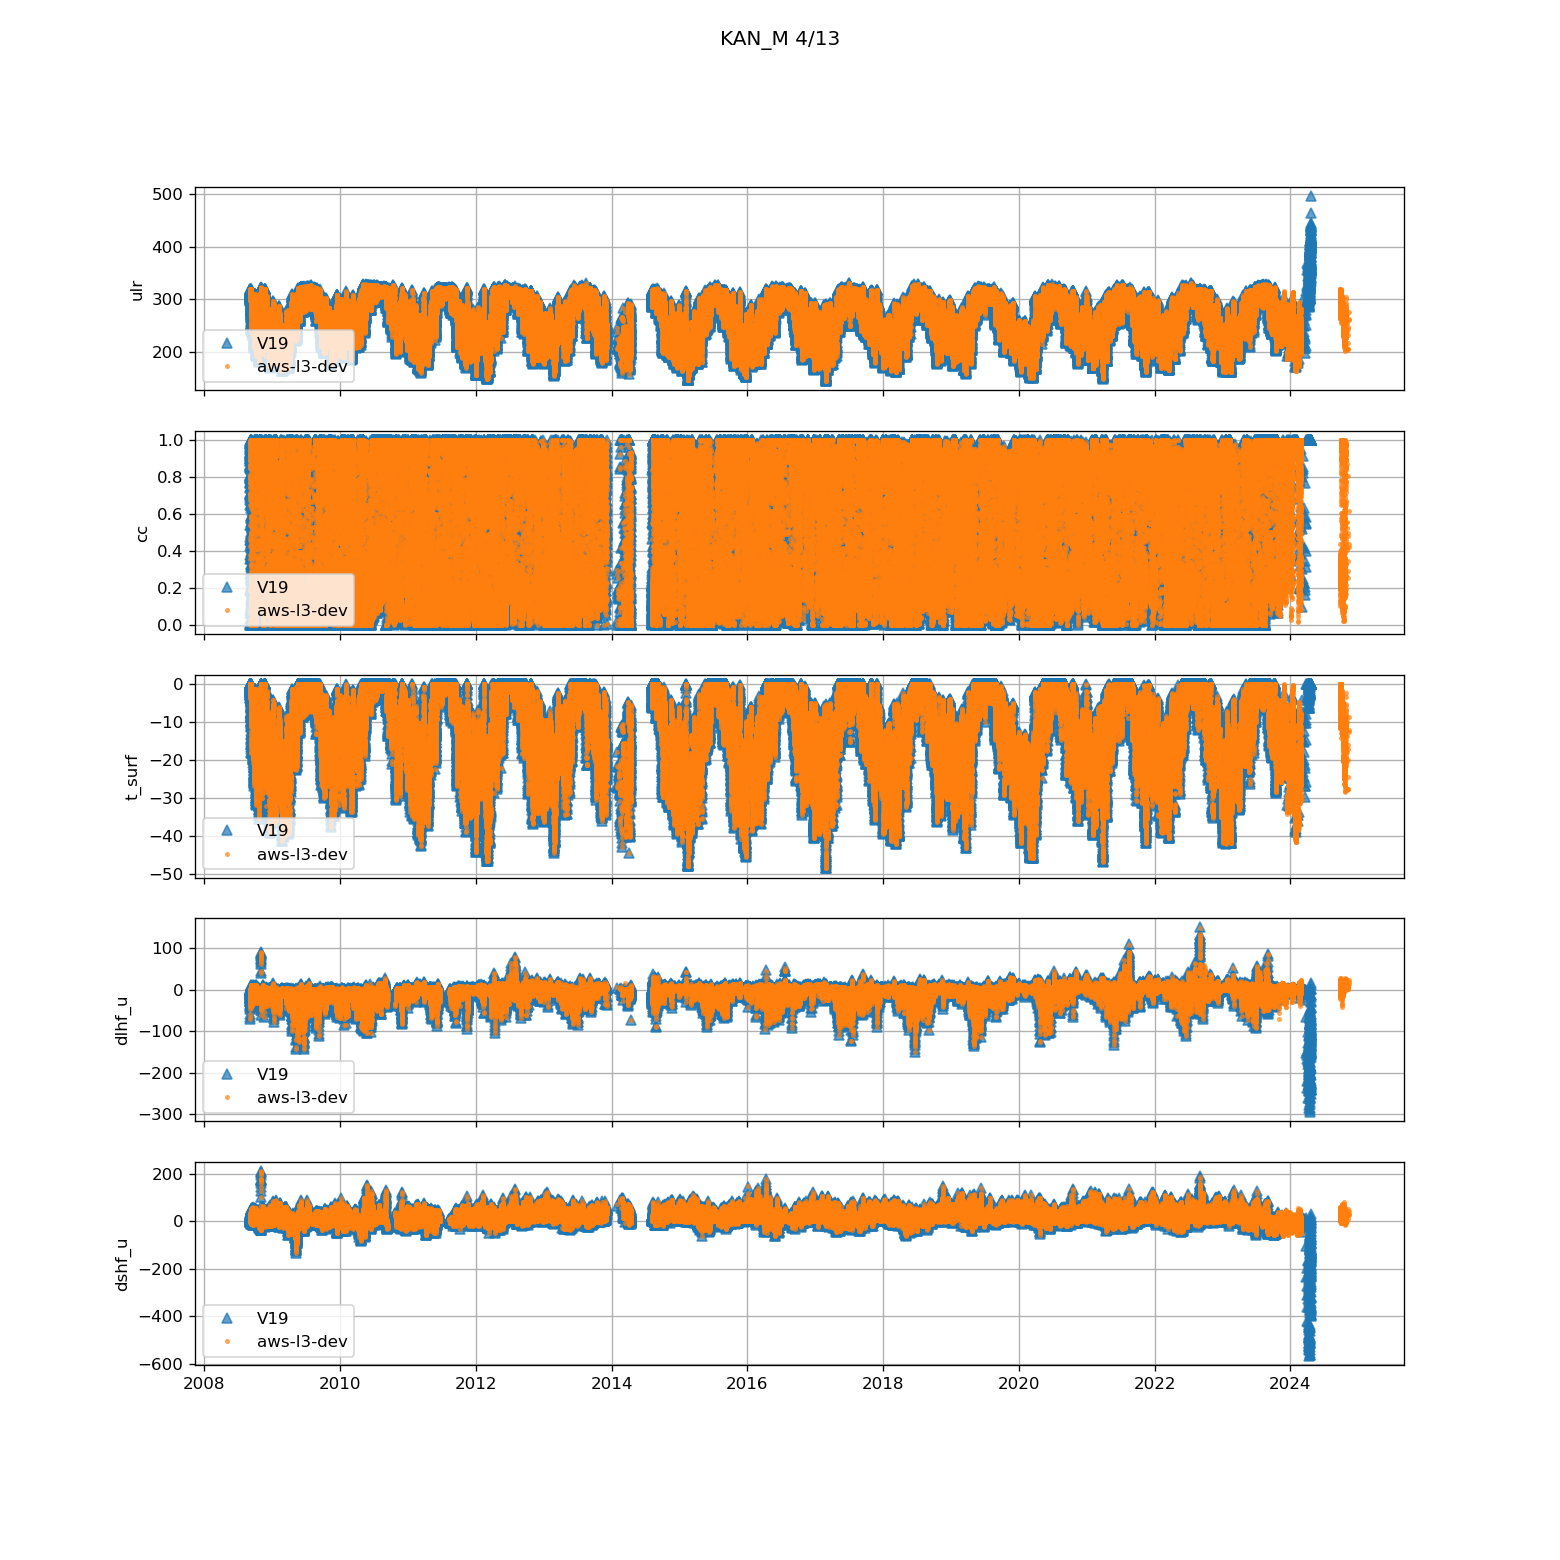 KAN_M 4/13
500
400
300
200
ulr
V19
aws-l3-dev
1.0
0.8
0.6
0.4
0.2
0.0
cc
V19
aws-l3-dev
0
−10
−20
−30
−40
−50
t_surf
V19
aws-l3-dev
100
0
−100
−200
−300
dlhf_u
V19
aws-l3-dev
200
0
−200
−400
−600
dshf_u
V19
aws-l3-dev
2008 2010 2012 2014 2016 2018 2020 2022 2024